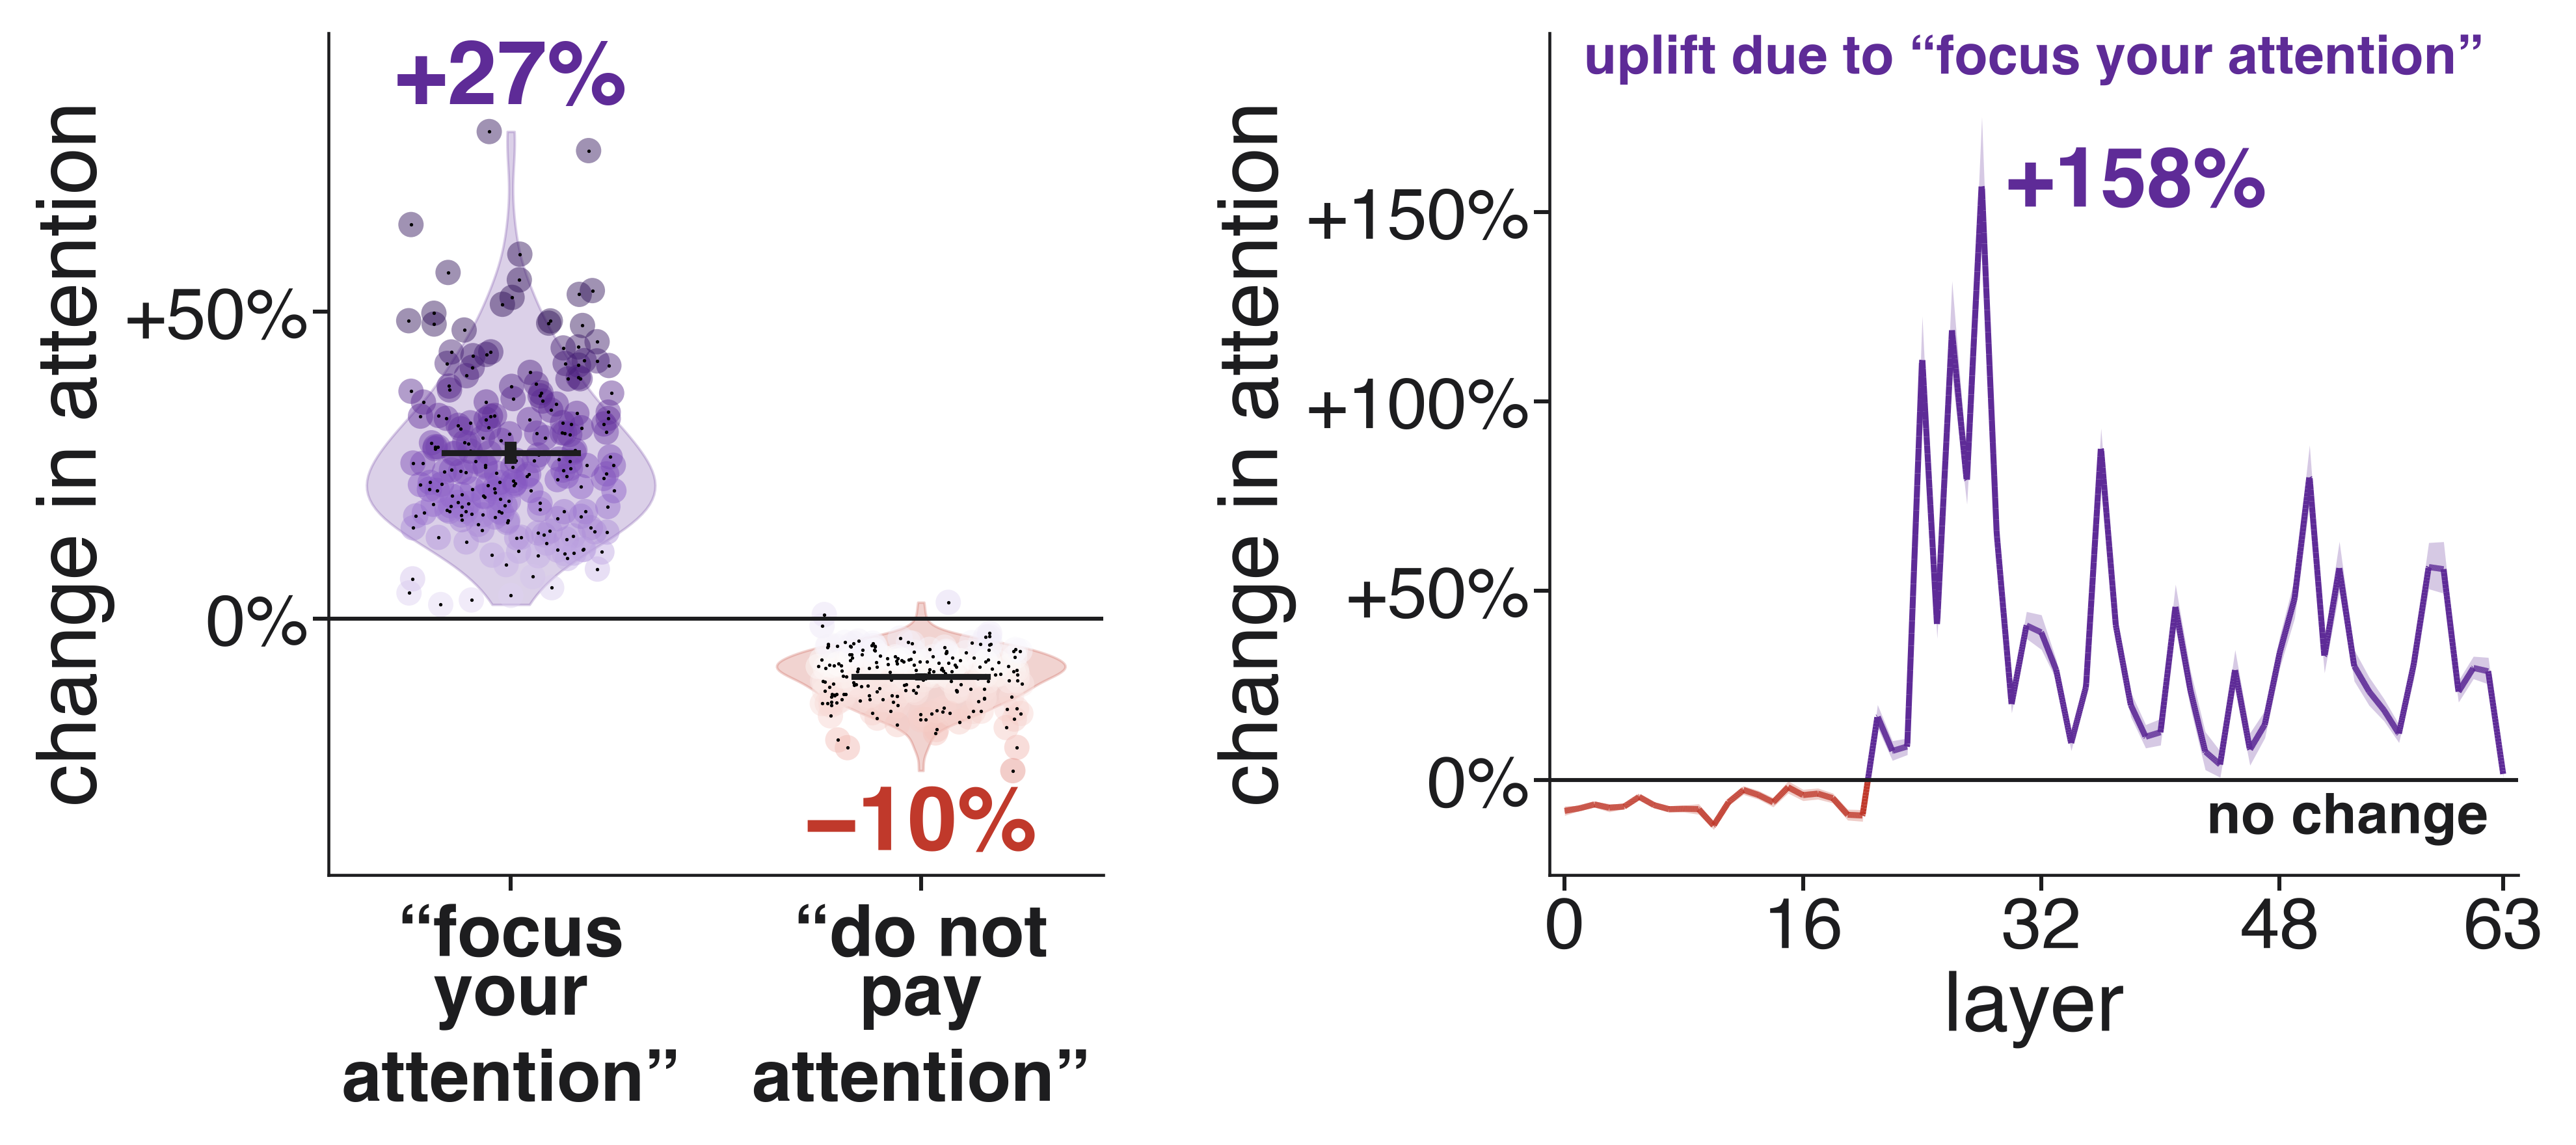 change in attention
+50%
0%
+27%
–10%
“focus
your
attention”
“do not
pay
attention”
change in attention
+150%
+100%
+50%
0%
uplift due to “focus your attention”
+158%
no change
0 16 32 48 63
layer